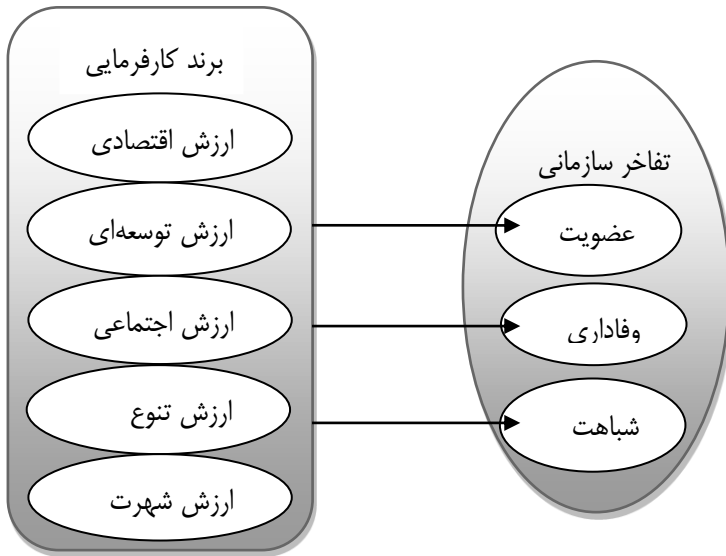 برند کارفرمایی
ارزش اقتصادی
ارزش توسعه‌ای
ارزش اجتماعی
ارزش تنوع
ارزش شهرت
تفاخر سازمانی
عضویت
وفاداری
شباهت